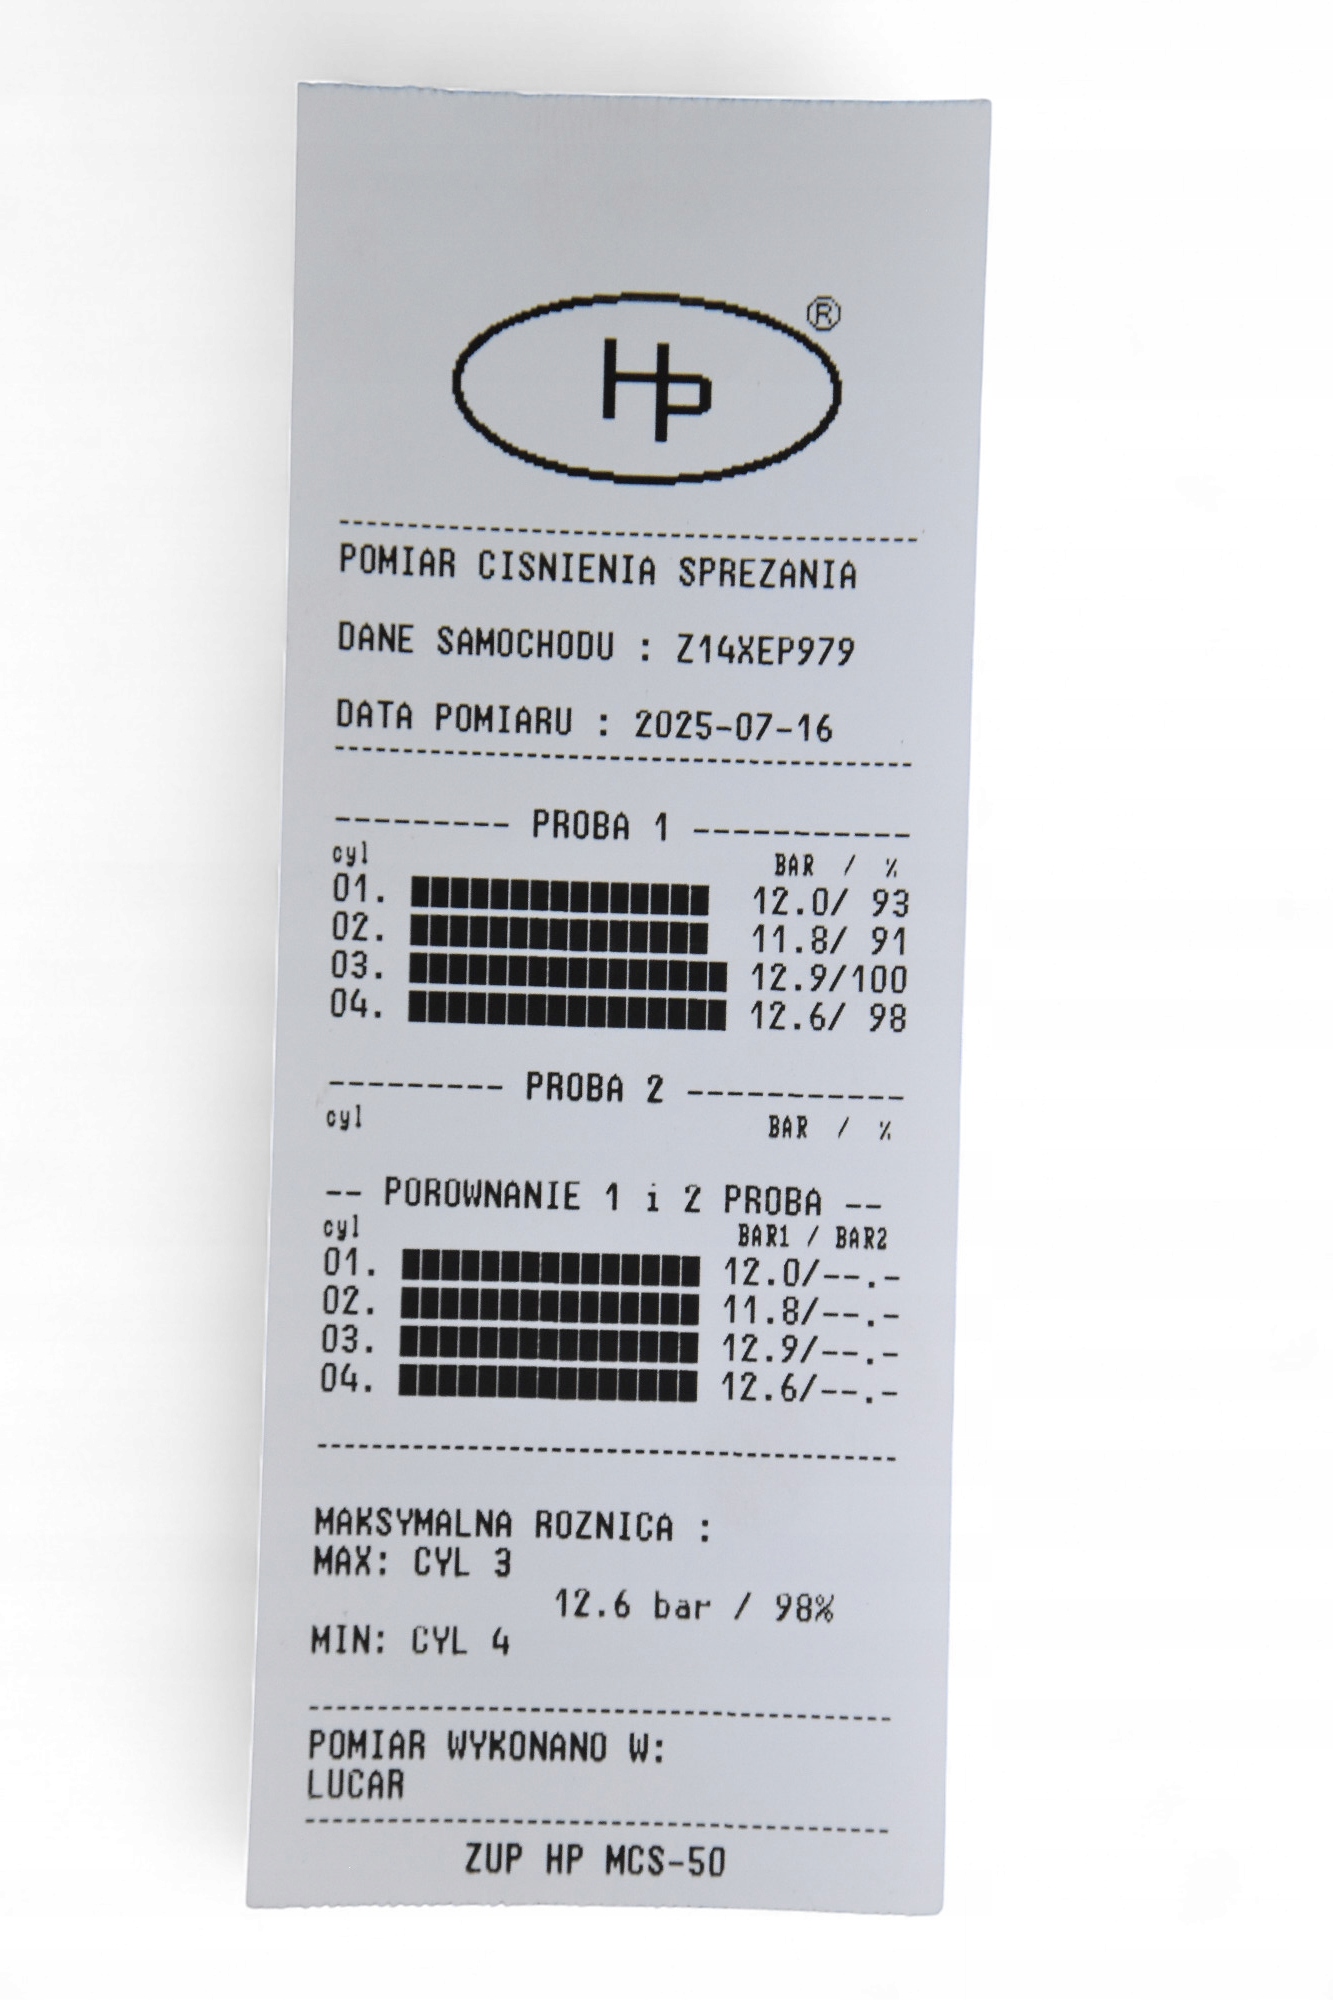 HP ®
---------------------------------------------
POMIAR CISNIENIA SPREZANIA
DANE SAMOCHODU : Z14XEP979
DATA POMIARU : 2025-07-16
---------------------------------------------
--------- PROBA 1 -----------
cyl BAR / %
01. 12.0/ 93
02. 11.8/ 91
03. 12.9/100
04. 12.6/ 98
--------- PROBA 2 -----------
cyl BAR / %
-- POROWNANIE 1 i 2 PROBA --
cyl BAR1 / BAR2
01. 12.0/--.-
02. 11.8/--.-
03. 12.9/--.-
04. 12.6/--.-
---------------------------------------------
MAKSYMALNA ROZNICA :
MAX: CYL 3
12.6 bar / 98%
MIN: CYL 4
---------------------------------------------
POMIAR WYKONANO W:
LUCAR
---------------------------------------------
ZUP HP MCS-50